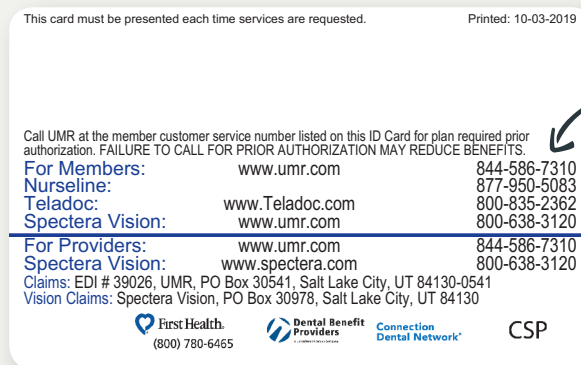 This card must be presented each time services are requested. Printed: 10-03-2019
Call UMR at the member customer service number listed on this ID Card for plan required prior
authorization. FAILURE TO CALL FOR PRIOR AUTHORIZATION MAY REDUCE BENEFITS.
For Members: www.umr.com 844-586-7310
Nurseline: 877-950-5083
Teladoc: www.Teladoc.com 800-835-2362
Spectera Vision: www.umr.com 800-638-3120
For Providers: www.umr.com 844-586-7310
Spectera Vision: www.spectera.com 800-638-3120
Claims: EDI # 39026, UMR, PO Box 30541, Salt Lake City, UT 84130-0541
Vision Claims: Spectera Vision, PO Box 30978, Salt Lake City, UT 84130
First Health.
(800) 780-6465
Dental Benefit
Providers
Connection
Dental Network
CSP